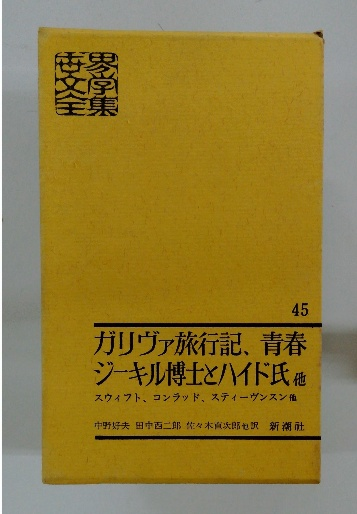 世界
文学
全集
45
ガリヴァ旅行記、青春
ジーキル博士とハイド氏 他
スウィフト、コンラッド、スティーヴンスン他
中野好夫 田中西二郎 佐々木直次郎他訳 新潮社